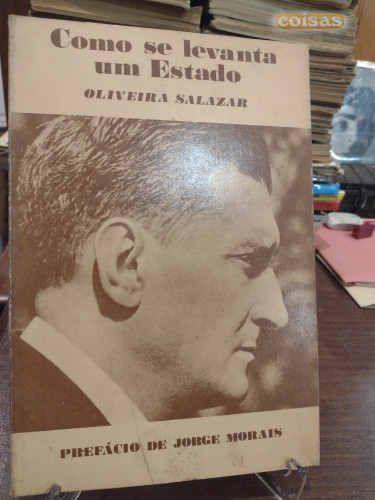 coisas
Como se levanta
um Estado
OLIVEIRA SALAZAR
PREFÁCIO DE JORGE MORAIS